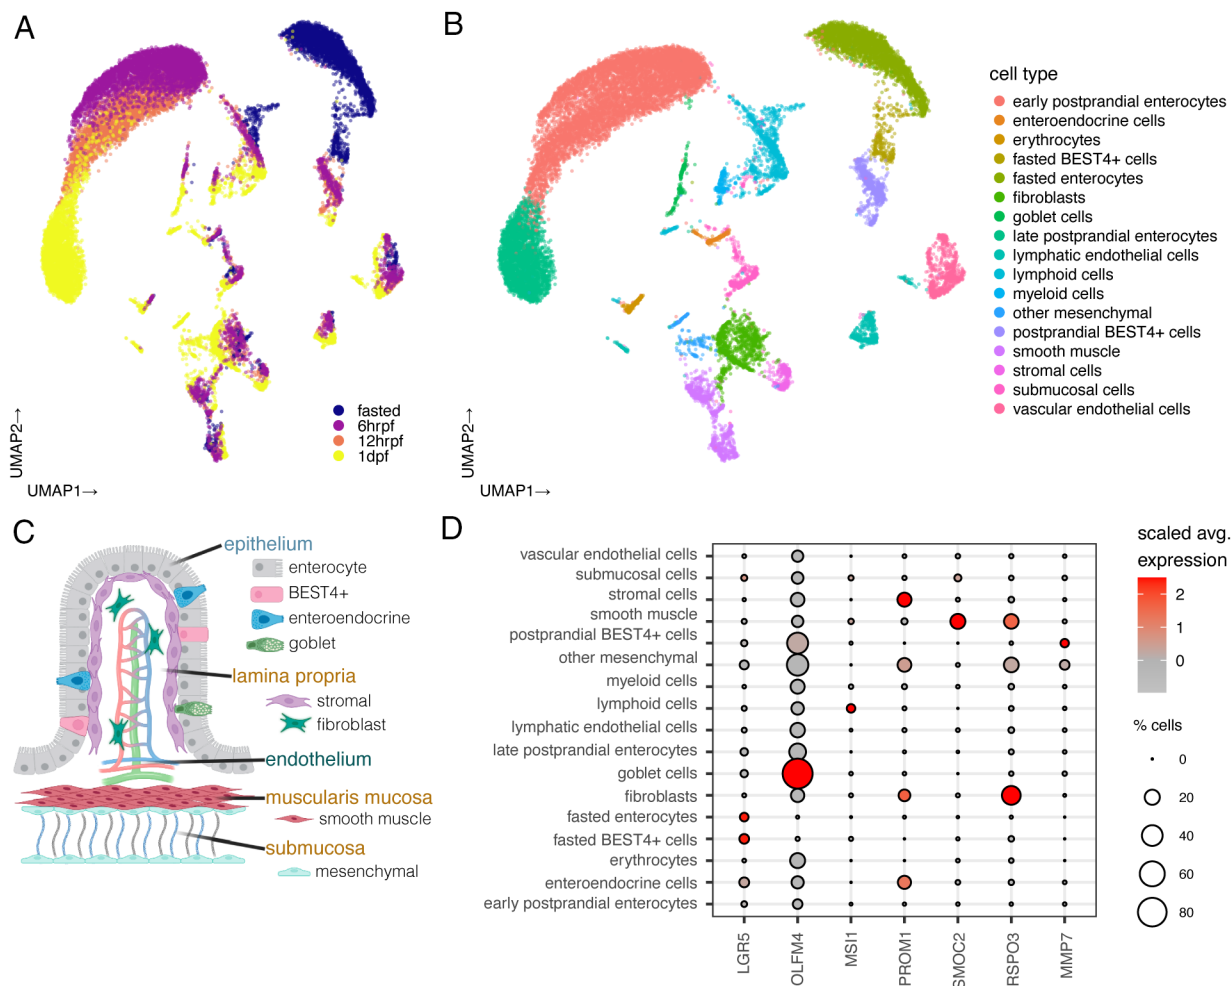 A
UMAP2→
UMAP1→
fasted
6hrpf
12hrpf
1dpf
B
UMAP2→
UMAP1→
cell type
early postprandial enterocytes
enteroendocrine cells
erythrocytes
fasted BEST4+ cells
fasted enterocytes
fibroblasts
goblet cells
late postprandial enterocytes
lymphatic endothelial cells
lymphoid cells
myeloid cells
other mesenchymal
postprandial BEST4+ cells
smooth muscle
stromal cells
submucosal cells
vascular endothelial cells
C
epithelium
enterocyte
BEST4+
enteroendocrine
goblet
lamina propria
stromal
fibroblast
endothelium
muscularis mucosa
smooth muscle
submucosa
mesenchymal
D
vascular endothelial cells
submucosal cells
stromal cells
smooth muscle
postprandial BEST4+ cells
other mesenchymal
myeloid cells
lymphoid cells
lymphatic endothelial cells
late postprandial enterocytes
goblet cells
fibroblasts
fasted enterocytes
fasted BEST4+ cells
erythrocytes
enteroendocrine cells
early postprandial enterocytes
LGR5
OLFM4
MSI1
PROM1
SMOC2
RSPO3
MMP7
scaled avg.
expression
2
1
0
% cells
0
20
40
60
80